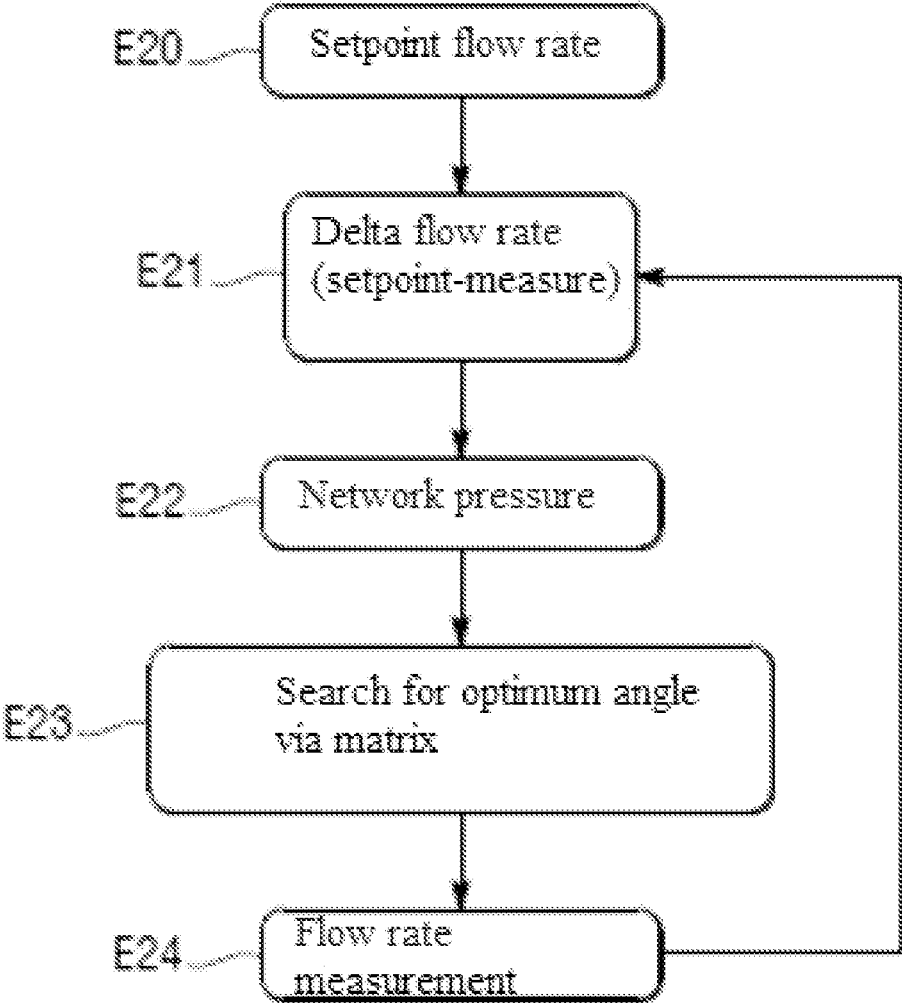 E20
Setpoint flow rate
E21
Delta flow rate
(setpoint-measure)
E22
Network pressure
E23
Search for optimum angle
via matrix
E24
Flow rate
measurement